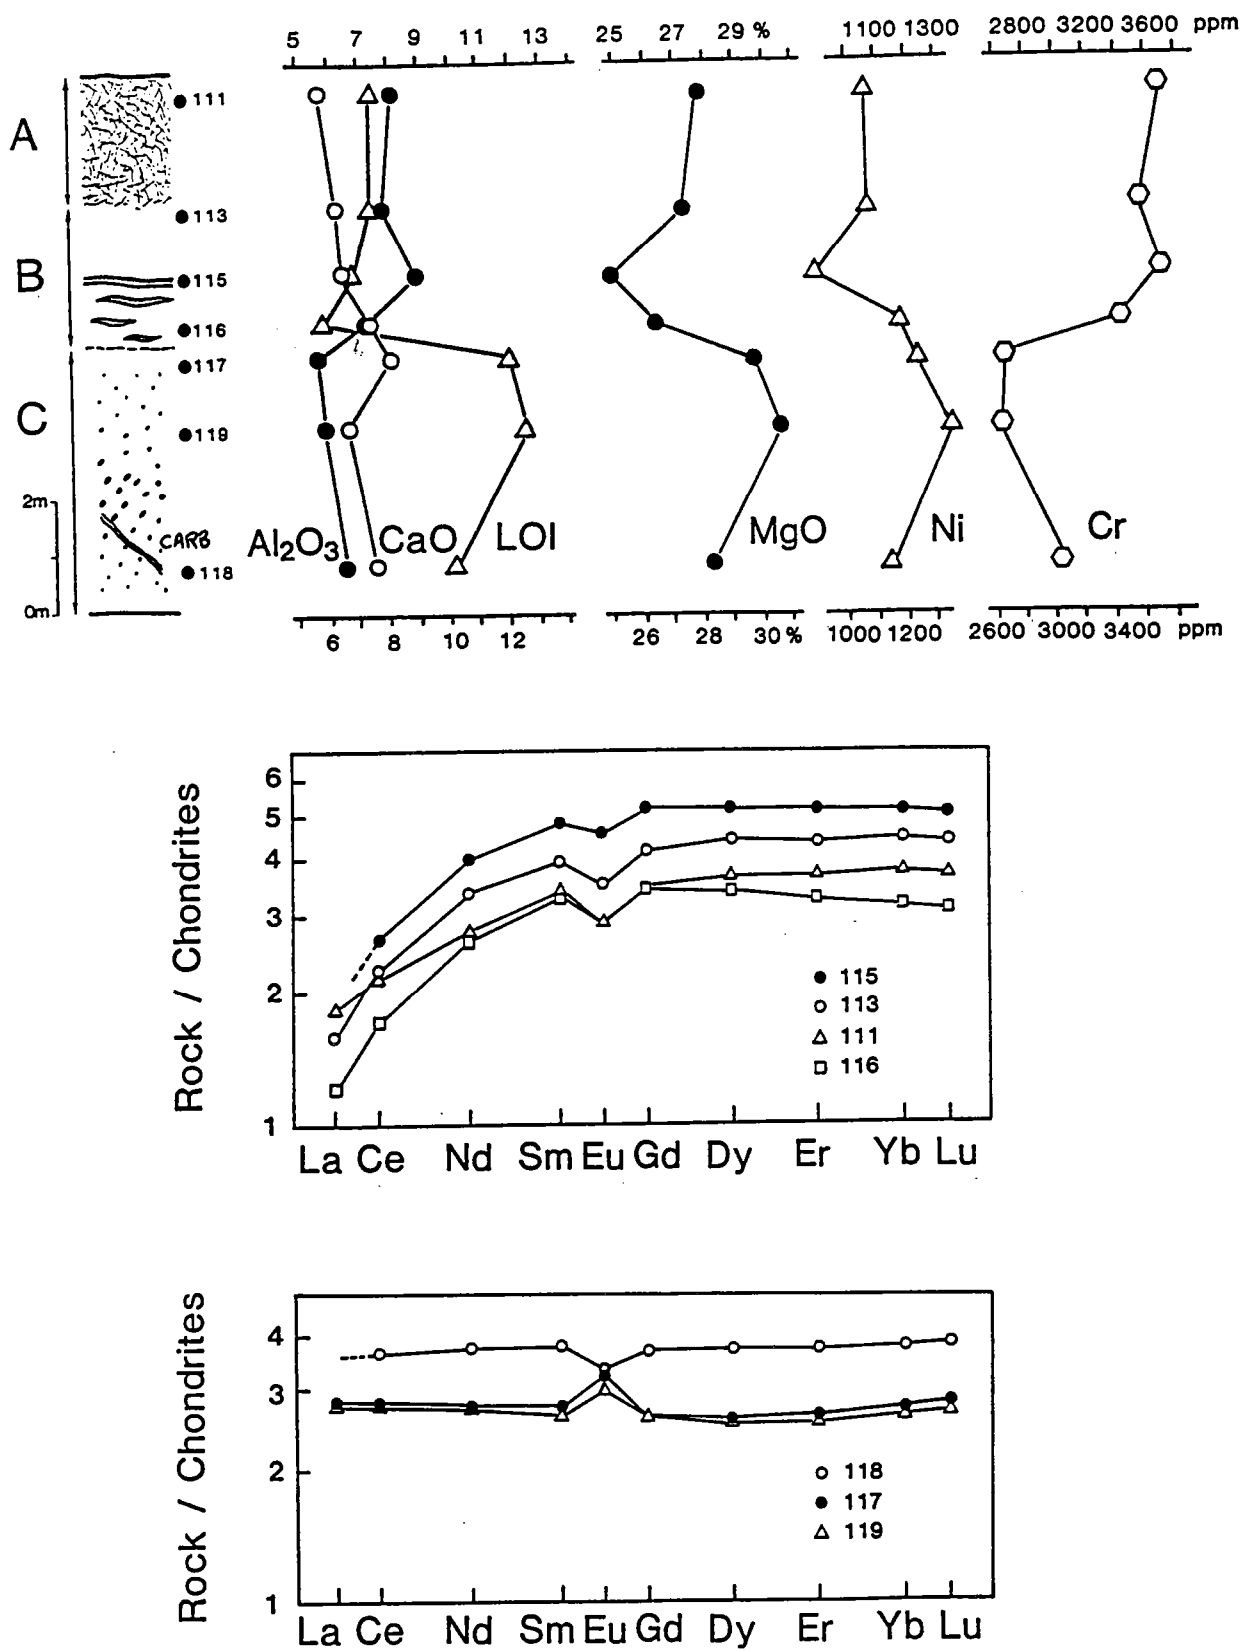 5 7 9 11 13 25 27 29 % 1100 1300 2800 3200 3600 ppm
A
111
113
B
115
116
117
C
119
2m
CARB
Al₂O₃ CaO LOI MgO Ni Cr
118
0m
6 8 10 12 26 28 30 % 1000 1200 2600 3000 3400 ppm
Rock / Chondrites
6
5
4
3
2
1
115
113
111
116
La Ce Nd Sm Eu Gd Dy Er Yb Lu
Rock / Chondrites
4
3
2
1
118
117
119
La Ce Nd Sm Eu Gd Dy Er Yb Lu